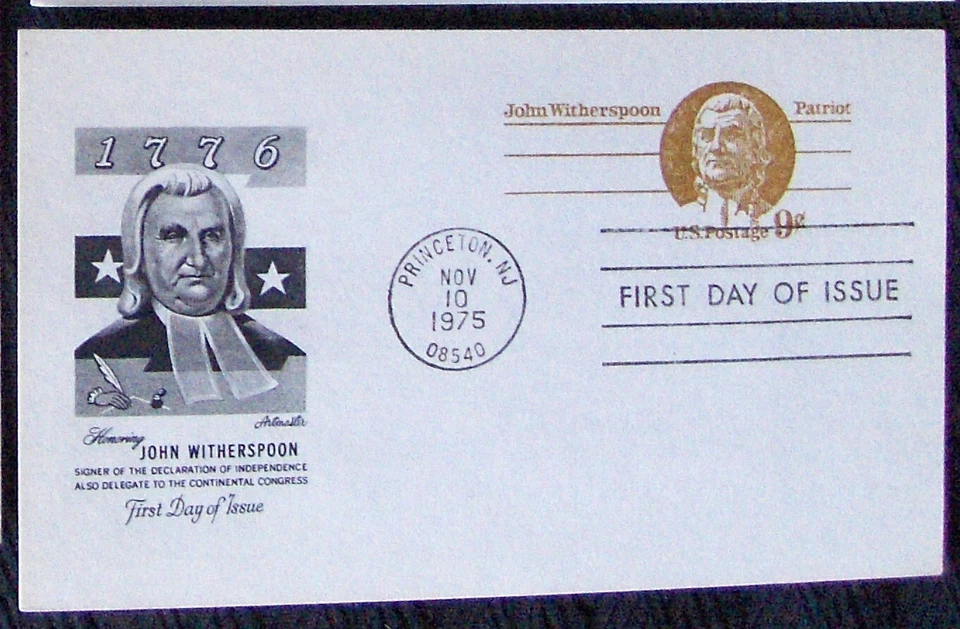 John Witherspoon Patriot
U.S. Postage 9¢
1776
PRINCETON, NJ
NOV
10
1975
08540
FIRST DAY OF ISSUE
Artmaster
Honoring
JOHN WITHERSPOON
SIGNER OF THE DECLARATION OF INDEPENDENCE
ALSO DELEGATE TO THE CONTINENTAL CONGRESS
First Day of Issue